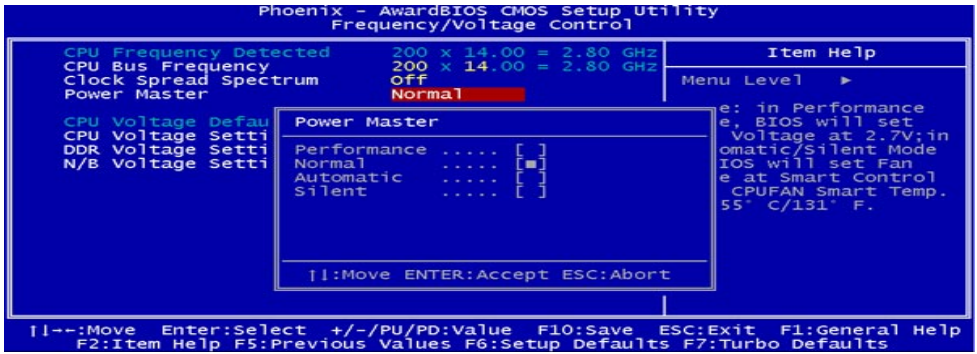 Phoenix - AwardBIOS CMOS Setup Utility
Frequency/Voltage Control
CPU Frequency Detected 200 x 14.00 = 2.80 GHz
CPU Bus Frequency 200 x 14.00 = 2.80 GHz
Clock Spread Spectrum Off
Power Master Normal
CPU Voltage Defau
CPU Voltage Setti
DDR Voltage Setti
N/B Voltage Setti
Power Master
Performance ..... [ ]
Normal ..... [■]
Automatic ..... [ ]
Silent ..... [ ]
↑↓:Move ENTER:Accept ESC:Abort
Item Help
Menu Level ►
e: in Performance
e, BIOS will set
Voltage at 2.7V;in
omatic/Silent Mode
IOS will set Fan
e at Smart Control
CPUFAN Smart Temp.
55° C/131° F.
↑↓→←:Move Enter:Select +/-/PU/PD:Value F10:Save ESC:Exit F1:General Help
F2:Item Help F5:Previous Values F6:Setup Defaults F7:Turbo Defaults